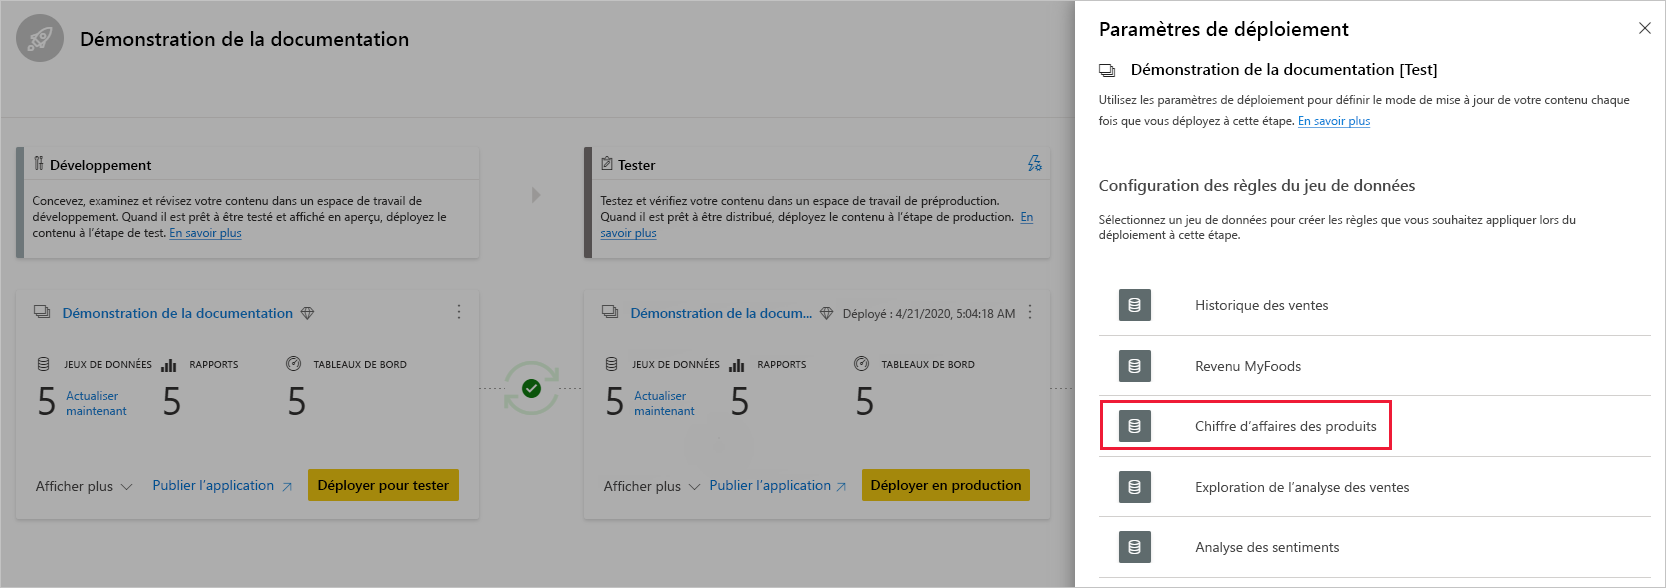 Démonstration de la documentation
Développement
Concevez, examinez et révisez votre contenu dans un espace de travail de
développement. Quand il est prêt à être testé et affiché en aperçu, déployez le
contenu à l'étape de test. En savoir plus
Tester
Testez et vérifiez votre contenu dans un espace de travail de préproduction.
Quand il est prêt à être distribué, déployez le contenu à l'étape de production. En
savoir plus
Démonstration de la documentation
JEUX DE DONNÉES RAPPORTS TABLEAUX DE BORD
5 Actualiser
maintenant 5 5
Afficher plus Publier l'application Déployer pour tester
Démonstration de la docum... Déployé : 4/21/2020, 5:04:18 AM
JEUX DE DONNÉES RAPPORTS TABLEAUX DE BORD
5 Actualiser
maintenant 5 5
Afficher plus Publier l'application Déployer en production
Paramètres de déploiement
Démonstration de la documentation [Test]
Utilisez les paramètres de déploiement pour définir le mode de mise à jour de votre contenu chaque
fois que vous déployez à cette étape. En savoir plus
Configuration des règles du jeu de données
Sélectionnez un jeu de données pour créer les règles que vous souhaitez appliquer lors du
déploiement à cette étape.
Historique des ventes
Revenu MyFoods
Chiffre d'affaires des produits
Exploration de l'analyse des ventes
Analyse des sentiments